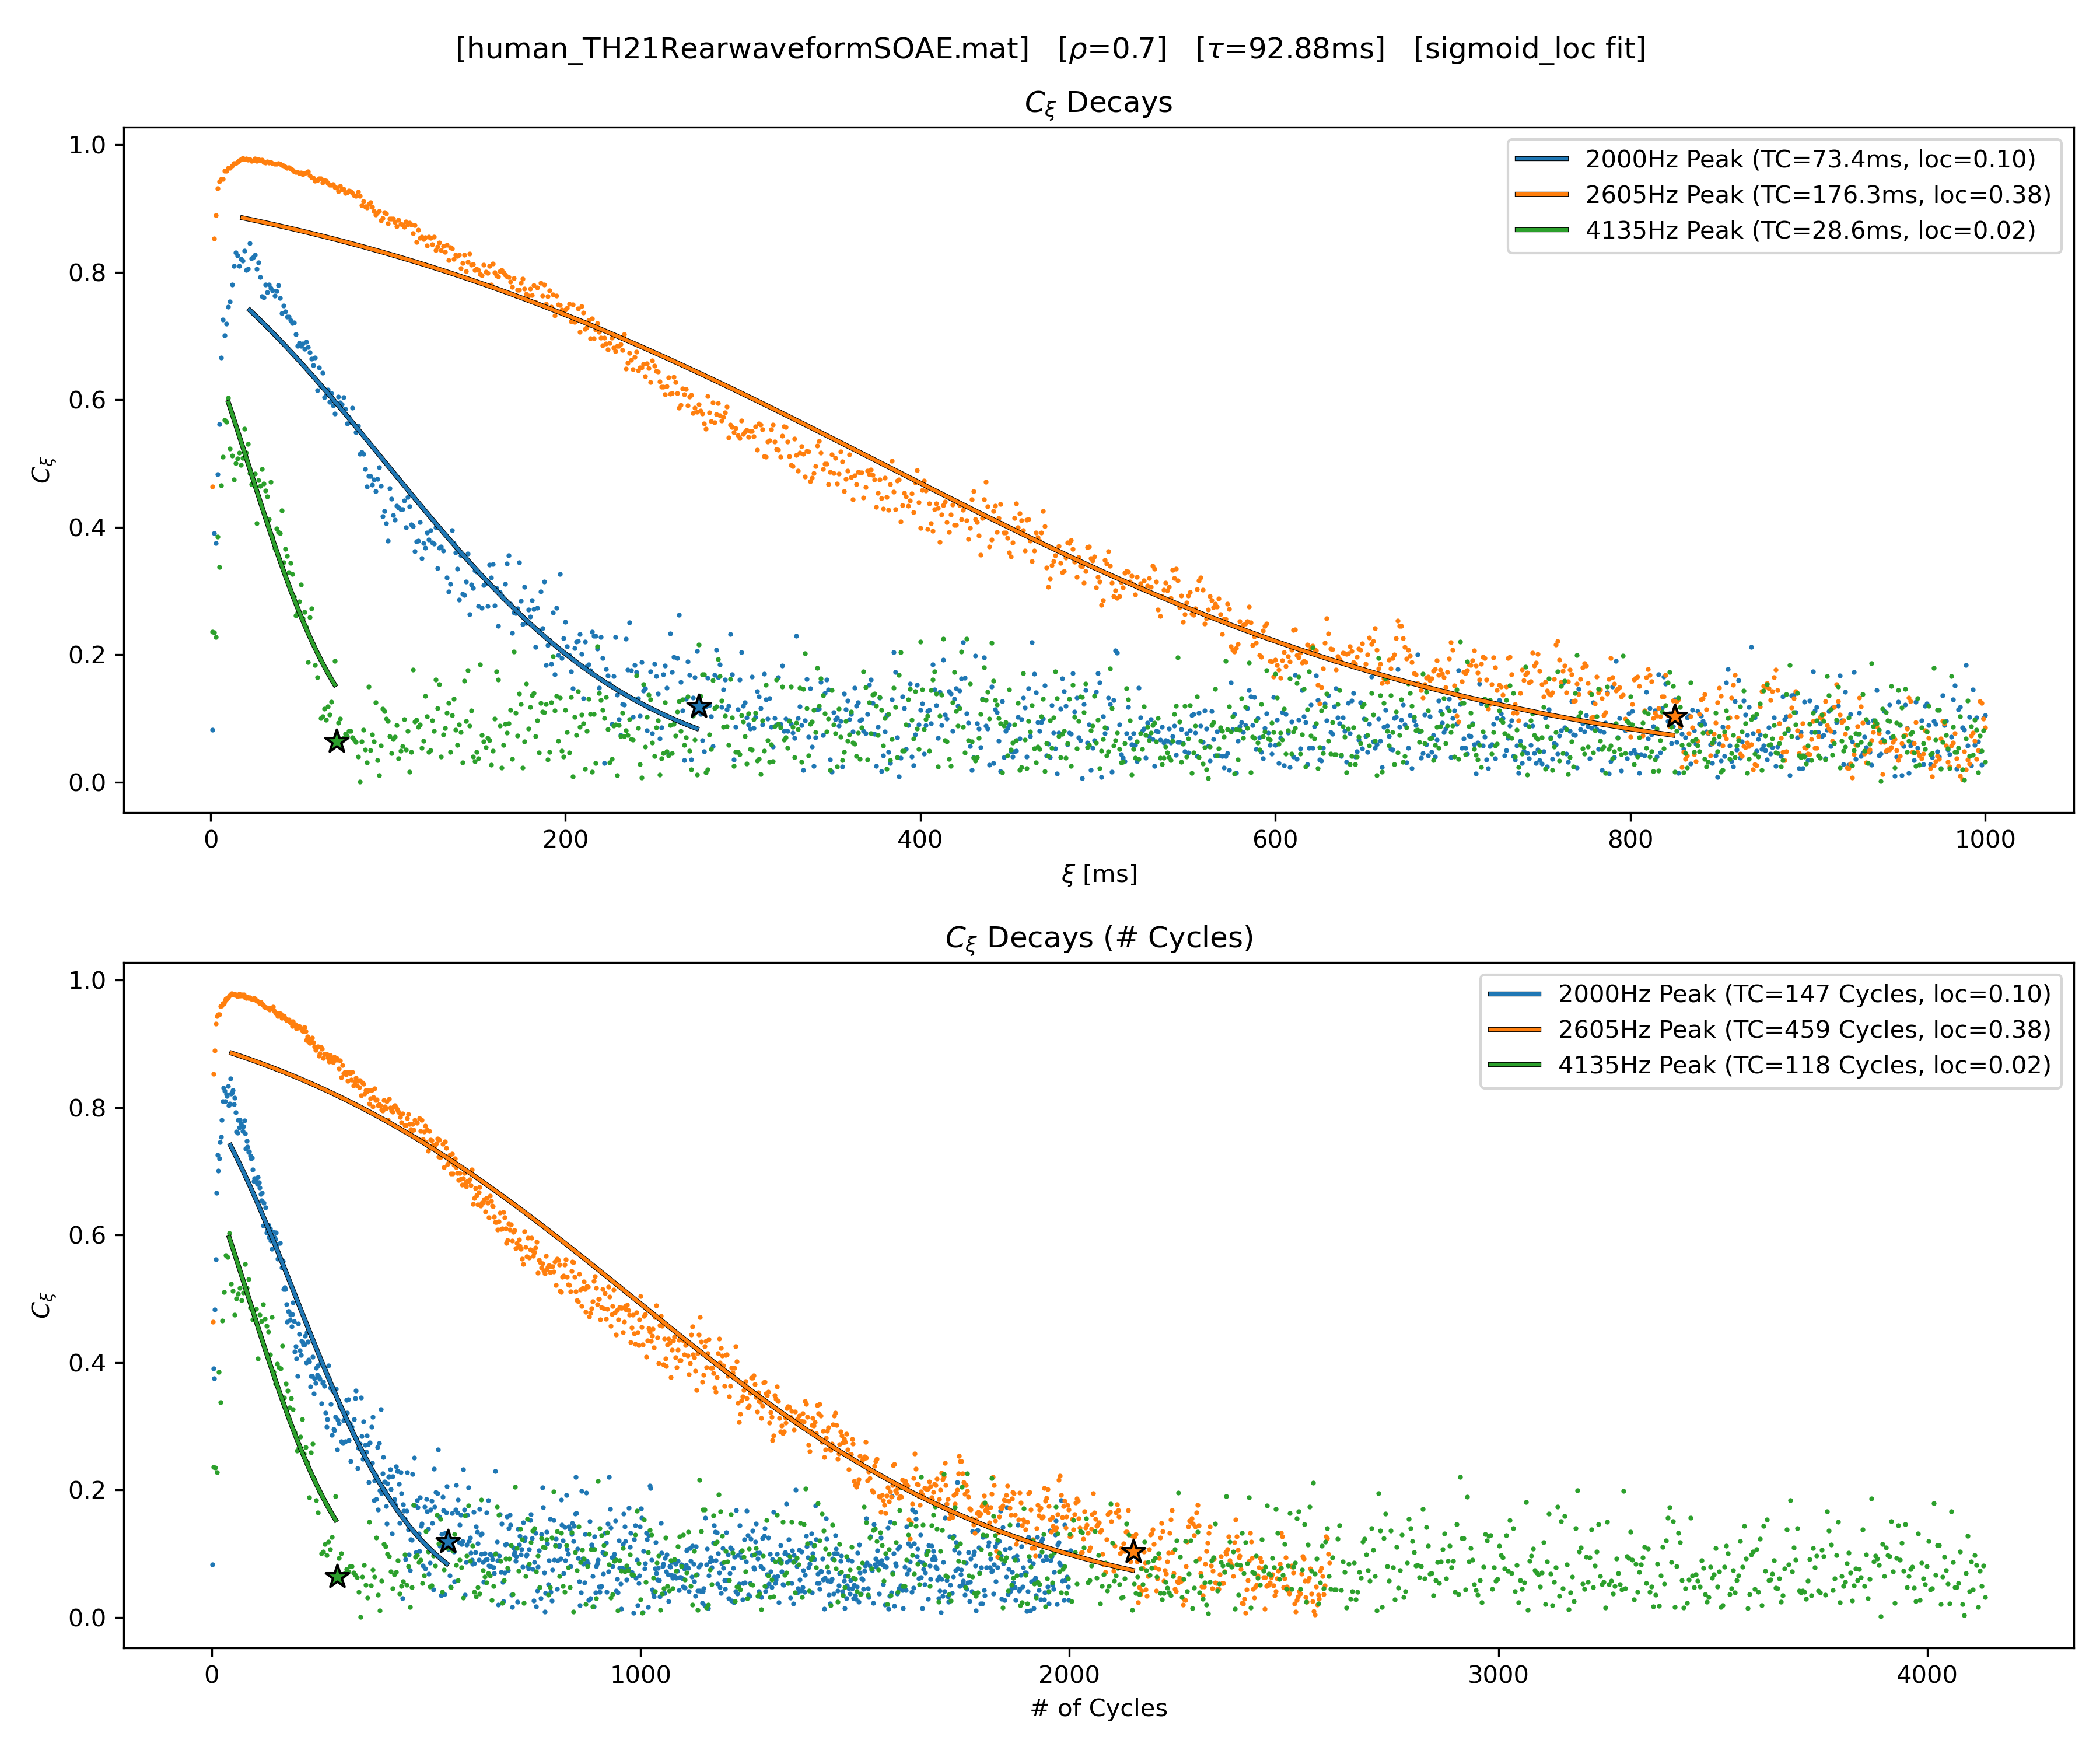 [human_TH21RearwaveformSOAE.mat] [ρ=0.7] [τ=92.88ms] [sigmoid_loc fit]
C_ξ Decays
1.0
0.8
0.6
0.4
0.2
0.0
C_ξ
2000Hz Peak (TC=73.4ms, loc=0.10)
2605Hz Peak (TC=176.3ms, loc=0.38)
4135Hz Peak (TC=28.6ms, loc=0.02)
0 200 400 600 800 1000
ξ [ms]
C_ξ Decays (# Cycles)
1.0
0.8
0.6
0.4
0.2
0.0
C_ξ
2000Hz Peak (TC=147 Cycles, loc=0.10)
2605Hz Peak (TC=459 Cycles, loc=0.38)
4135Hz Peak (TC=118 Cycles, loc=0.02)
0 1000 2000 3000 4000
# of Cycles